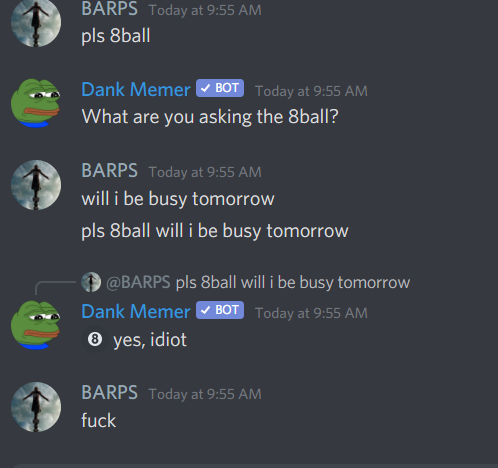 BARPS Today at 9:55 AM
pls 8ball
Dank Memer ✓ BOT Today at 9:55 AM
What are you asking the 8ball?
BARPS Today at 9:55 AM
will i be busy tomorrow
pls 8ball will i be busy tomorrow
@BARPS pls 8ball will i be busy tomorrow
Dank Memer ✓ BOT Today at 9:55 AM
🎱 yes, idiot
BARPS Today at 9:55 AM
fuck